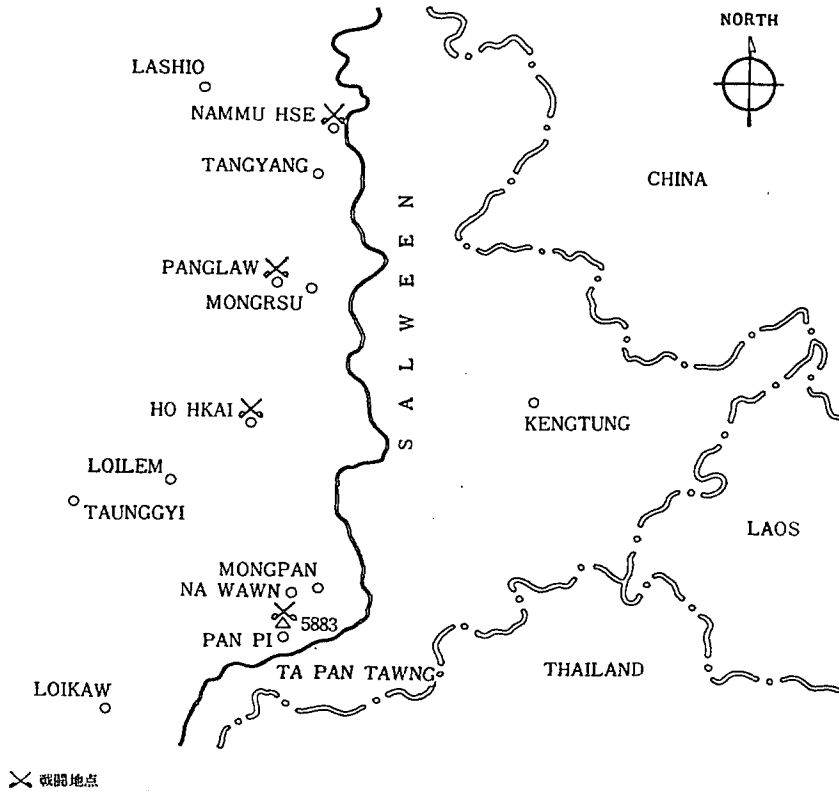 NORTH
LASHIO
NAMMU HSE
TANGYANG
CHINA
SALWEEN
PANGLAW
MONGRSU
HO HKAI
KENGTUNG
LOILEM
TAUNGGYI
LAOS
MONGPAN
NA WAWN
5883
PAN PI
TA PAN TAWNG
THAILAND
LOIKAW
戦闘地点